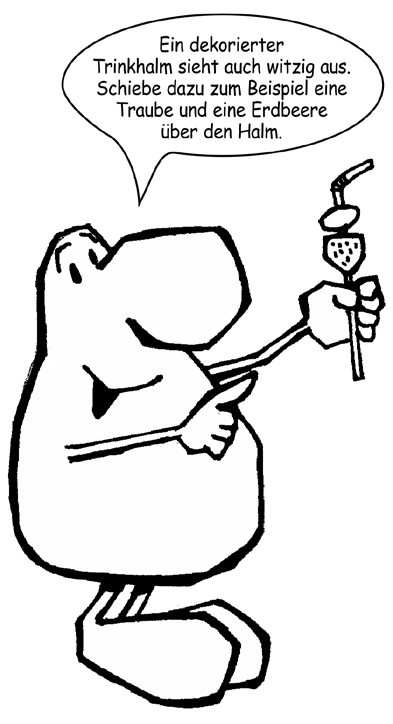 Ein dekorierter
Trinkhalm sieht auch witzig aus.
Schiebe dazu zum Beispiel eine
Traube und eine Erdbeere
über den Halm.